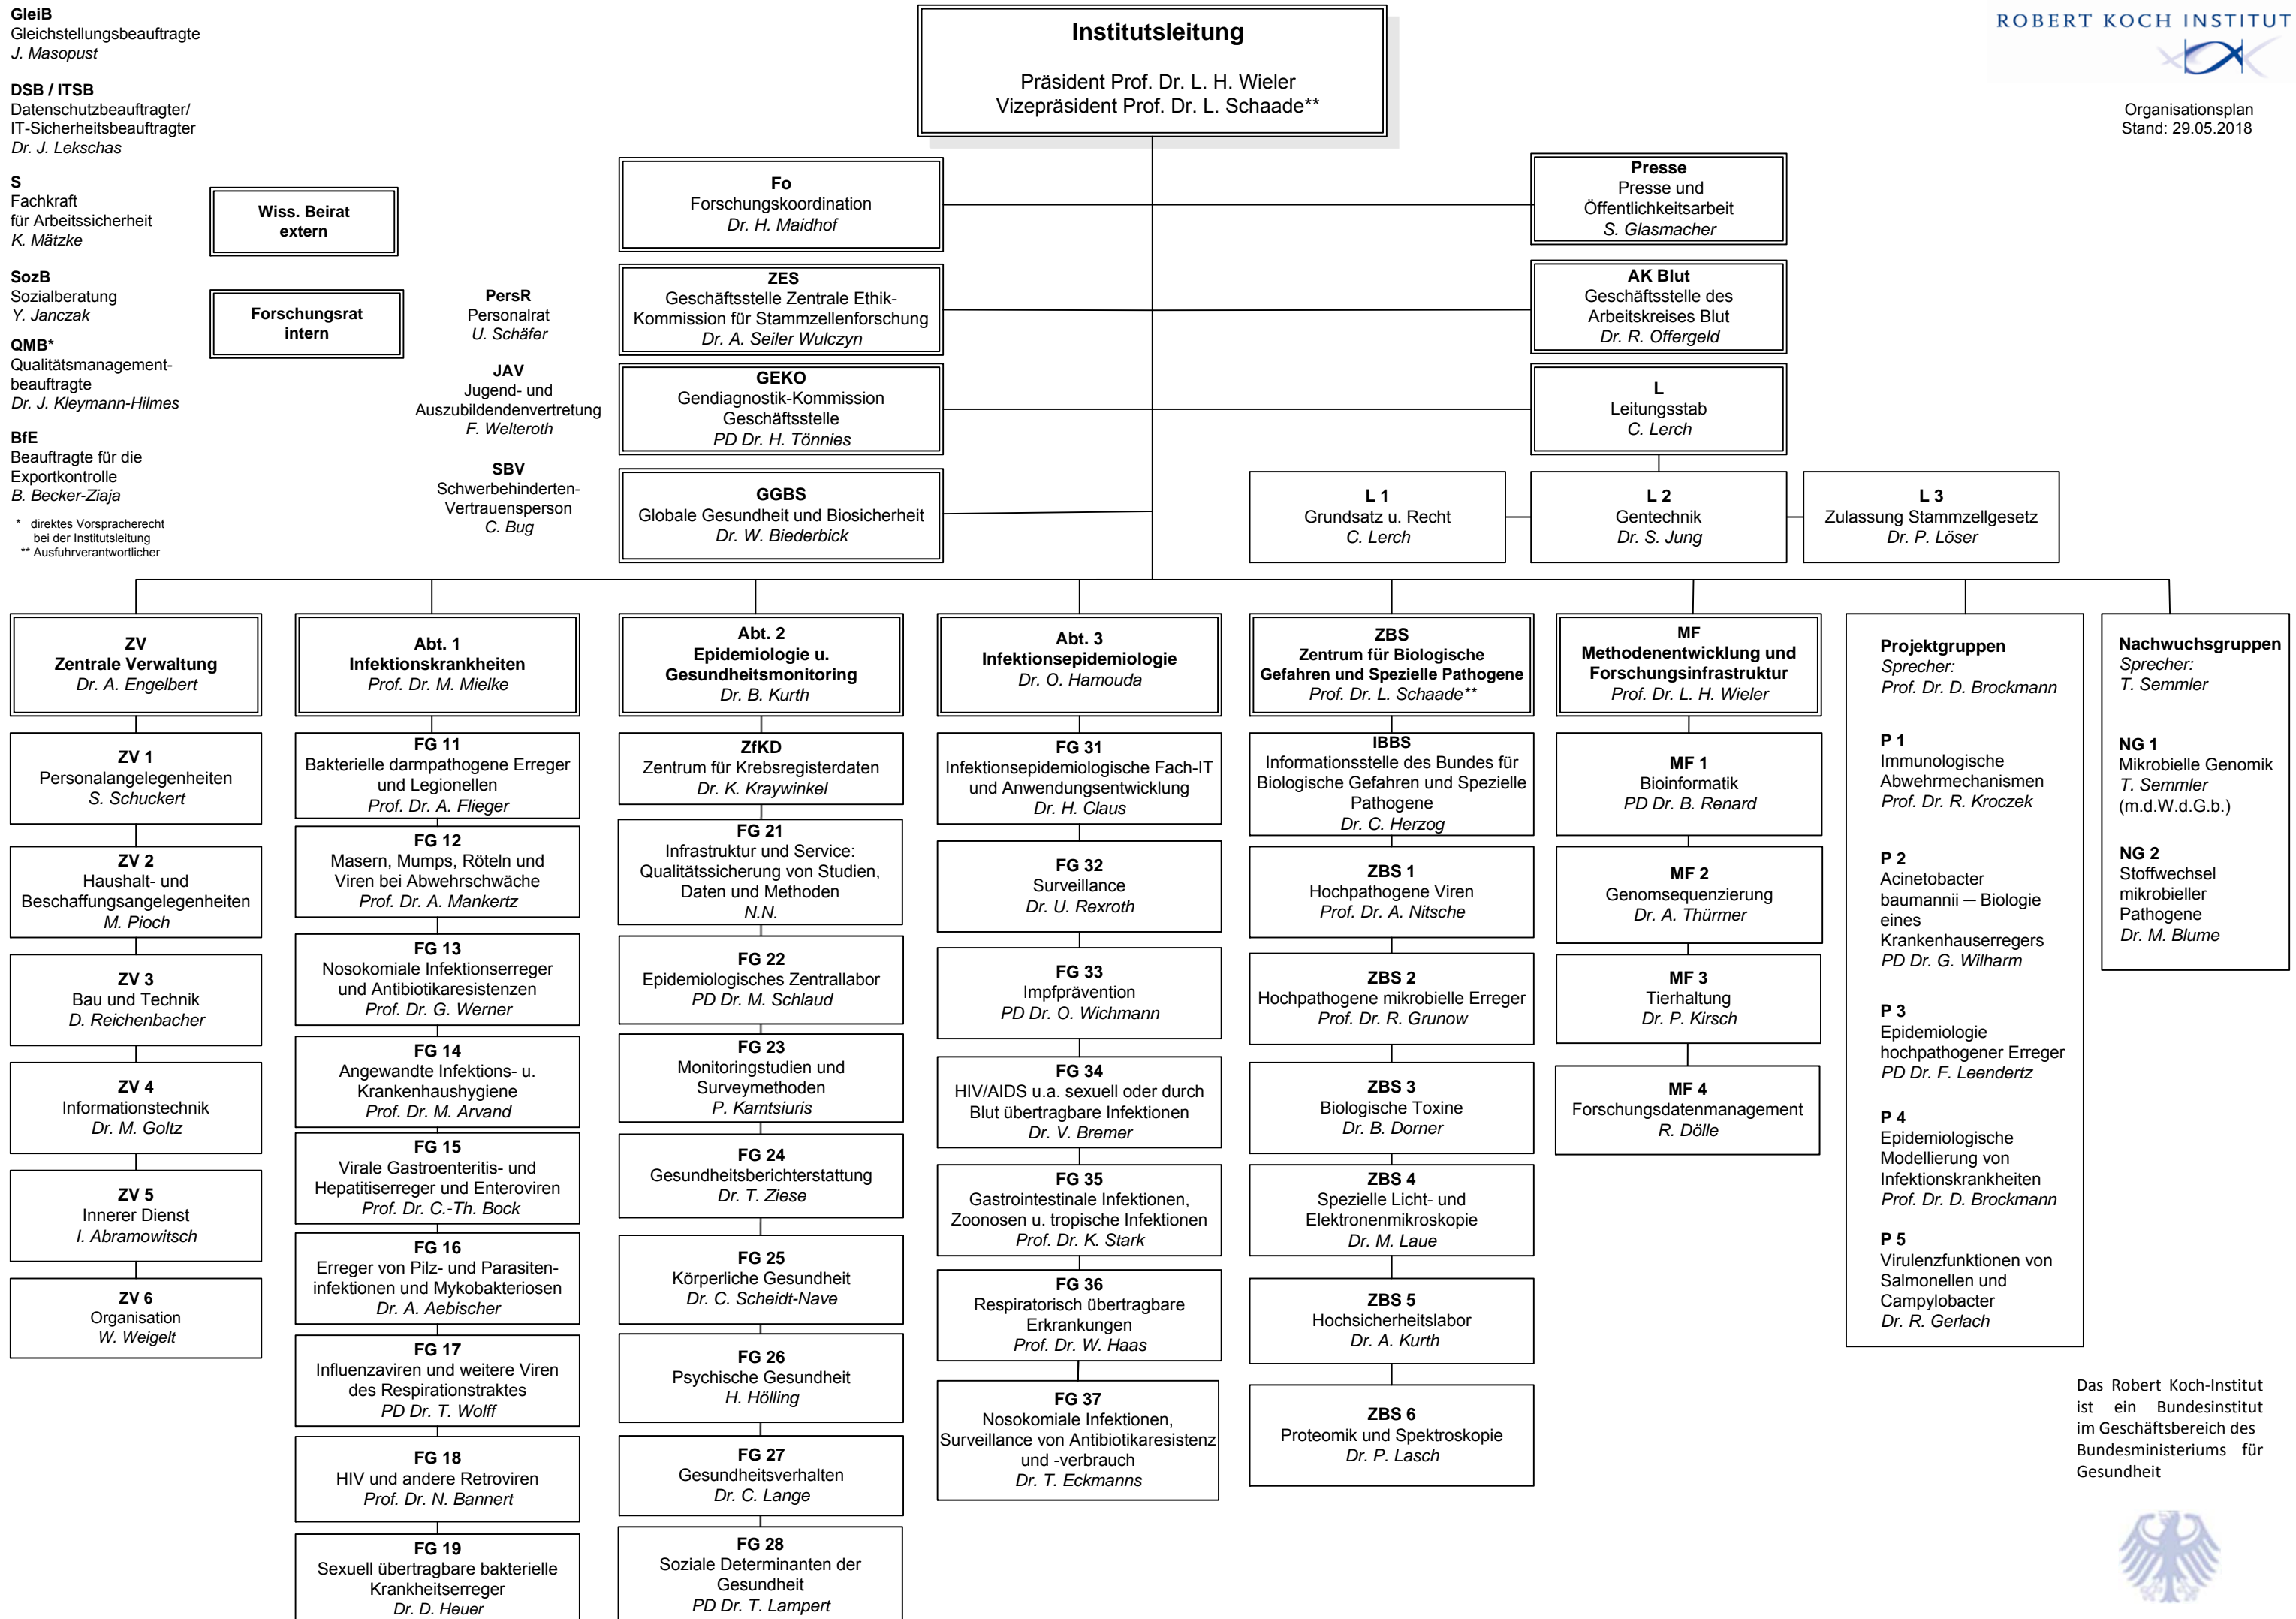 GleiB
Gleichstellungsbeauftragte
J. Masopust
DSB / ITSB
Datenschutzbeauftragter/
IT-Sicherheitsbeauftragter
Dr. J. Lekschas
S
Fachkraft
für Arbeitssicherheit
K. Mätzke
SozB
Sozialberatung
Y. Janczak
QMB*
Qualitätsmanagement-
beauftragte
Dr. J. Kleymann-Hilmes
BfE
Beauftragte für die
Exportkontrolle
B. Becker-Ziaja
* direktes Vorspracherecht
bei der Institutsleitung
** Ausfuhrverantwortlicher
Wiss. Beirat
extern
Forschungsrat
intern
PersR
Personalrat
U. Schäfer
JAV
Jugend- und
Auszubildendenvertretung
F. Welteroth
SBV
Schwerbehinderten-
Vertrauensperson
C. Bug
Institutsleitung
Präsident Prof. Dr. L. H. Wieler
Vizepräsident Prof. Dr. L. Schaade**
ROBERT KOCH INSTITUT
Organisationsplan
Stand: 29.05.2018
Fo
Forschungskoordination
Dr. H. Maidhof
ZES
Geschäftsstelle Zentrale Ethik-
Kommission für Stammzellenforschung
Dr. A. Seiler Wulczyn
GEKO
Gendiagnostik-Kommission
Geschäftsstelle
PD Dr. H. Tönnies
GGBS
Globale Gesundheit und Biosicherheit
Dr. W. Biederbick
Presse
Presse und
Öffentlichkeitsarbeit
S. Glasmacher
AK Blut
Geschäftsstelle des
Arbeitskreises Blut
Dr. R. Offergeld
L
Leitungsstab
C. Lerch
L 1
Grundsatz u. Recht
C. Lerch
L 2
Gentechnik
Dr. S. Jung
L 3
Zulassung Stammzellgesetz
Dr. P. Löser
ZV
Zentrale Verwaltung
Dr. A. Engelbert
ZV 1
Personalangelegenheiten
S. Schuckert
ZV 2
Haushalt- und
Beschaffungsangelegenheiten
M. Pioch
ZV 3
Bau und Technik
D. Reichenbacher
ZV 4
Informationstechnik
Dr. M. Goltz
ZV 5
Innerer Dienst
I. Abramowitsch
ZV 6
Organisation
W. Weigelt
Abt. 1
Infektionskrankheiten
Prof. Dr. M. Mielke
FG 11
Bakterielle darmpathogene Erreger
und Legionellen
Prof. Dr. A. Flieger
FG 12
Masern, Mumps, Röteln und
Viren bei Abwehrschwäche
Prof. Dr. A. Mankertz
FG 13
Nosokomiale Infektionserreger
und Antibiotikaresistenzen
Prof. Dr. G. Werner
FG 14
Angewandte Infektions- u.
Krankenhaushygiene
Prof. Dr. M. Arvand
FG 15
Virale Gastroenteritis- und
Hepatitiserreger und Enteroviren
Prof. Dr. C.-Th. Bock
FG 16
Erreger von Pilz- und Parasiten-
infektionen und Mykobakteriosen
Dr. A. Aebischer
FG 17
Influenzaviren und weitere Viren
des Respirationstraktes
PD Dr. T. Wolff
FG 18
HIV und andere Retroviren
Prof. Dr. N. Bannert
FG 19
Sexuell übertragbare bakterielle
Krankheitserreger
Dr. D. Heuer
Abt. 2
Epidemiologie u.
Gesundheitsmonitoring
Dr. B. Kurth
ZfKD
Zentrum für Krebsregisterdaten
Dr. K. Kraywinkel
FG 21
Infrastruktur und Service:
Qualitätssicherung von Studien,
Daten und Methoden
N.N.
FG 22
Epidemiologisches Zentrallabor
PD Dr. M. Schlaud
FG 23
Monitoringstudien und
Surveymethoden
P. Kamtsiuris
FG 24
Gesundheitsberichterstattung
Dr. T. Ziese
FG 25
Körperliche Gesundheit
Dr. C. Scheidt-Nave
FG 26
Psychische Gesundheit
H. Hölling
FG 27
Gesundheitsverhalten
Dr. C. Lange
FG 28
Soziale Determinanten der
Gesundheit
PD Dr. T. Lampert
Abt. 3
Infektionsepidemiologie
Dr. O. Hamouda
FG 31
Infektionsepidemiologische Fach-IT
und Anwendungsentwicklung
Dr. H. Claus
FG 32
Surveillance
Dr. U. Rexroth
FG 33
Impfprävention
PD Dr. O. Wichmann
FG 34
HIV/AIDS u.a. sexuell oder durch
Blut übertragbare Infektionen
Dr. V. Bremer
FG 35
Gastrointestinale Infektionen,
Zoonosen u. tropische Infektionen
Prof. Dr. K. Stark
FG 36
Respiratorisch übertragbare
Erkrankungen
Prof. Dr. W. Haas
FG 37
Nosokomiale Infektionen,
Surveillance von Antibiotikaresistenz
und -verbrauch
Dr. T. Eckmanns
ZBS
Zentrum für Biologische
Gefahren und Spezielle Pathogene
Prof. Dr. L. Schaade**
IBBS
Informationsstelle des Bundes für
Biologische Gefahren und Spezielle
Pathogene
Dr. C. Herzog
ZBS 1
Hochpathogene Viren
Prof. Dr. A. Nitsche
ZBS 2
Hochpathogene mikrobielle Erreger
Prof. Dr. R. Grunow
ZBS 3
Biologische Toxine
Dr. B. Dorner
ZBS 4
Spezielle Licht- und
Elektronenmikroskopie
Dr. M. Laue
ZBS 5
Hochsicherheitslabor
Dr. A. Kurth
ZBS 6
Proteomik und Spektroskopie
Dr. P. Lasch
MF
Methodenentwicklung und
Forschungsinfrastruktur
Prof. Dr. L. H. Wieler
MF 1
Bioinformatik
PD Dr. B. Renard
MF 2
Genomsequenzierung
Dr. A. Thürmer
MF 3
Tierhaltung
Dr. P. Kirsch
MF 4
Forschungsdatenmanagement
R. Dölle
Projektgruppen
Sprecher:
Prof. Dr. D. Brockmann
P 1
Immunologische
Abwehrmechanismen
Prof. Dr. R. Kroczek
P 2
Acinetobacter
baumannii — Biologie
eines
Krankenhauserregers
PD Dr. G. Wilharm
P 3
Epidemiologie
hochpathogener Erreger
PD Dr. F. Leendertz
P 4
Epidemiologische
Modellierung von
Infektionskrankheiten
Prof. Dr. D. Brockmann
P 5
Virulenzfunktionen von
Salmonellen und
Campylobacter
Dr. R. Gerlach
Nachwuchsgruppen
Sprecher:
T. Semmler
NG 1
Mikrobielle Genomik
T. Semmler
(m.d.W.d.G.b.)
NG 2
Stoffwechsel
mikrobieller
Pathogene
Dr. M. Blume
Das Robert Koch-Institut
ist ein Bundesinstitut
im Geschäftsbereich des
Bundesministeriums für
Gesundheit